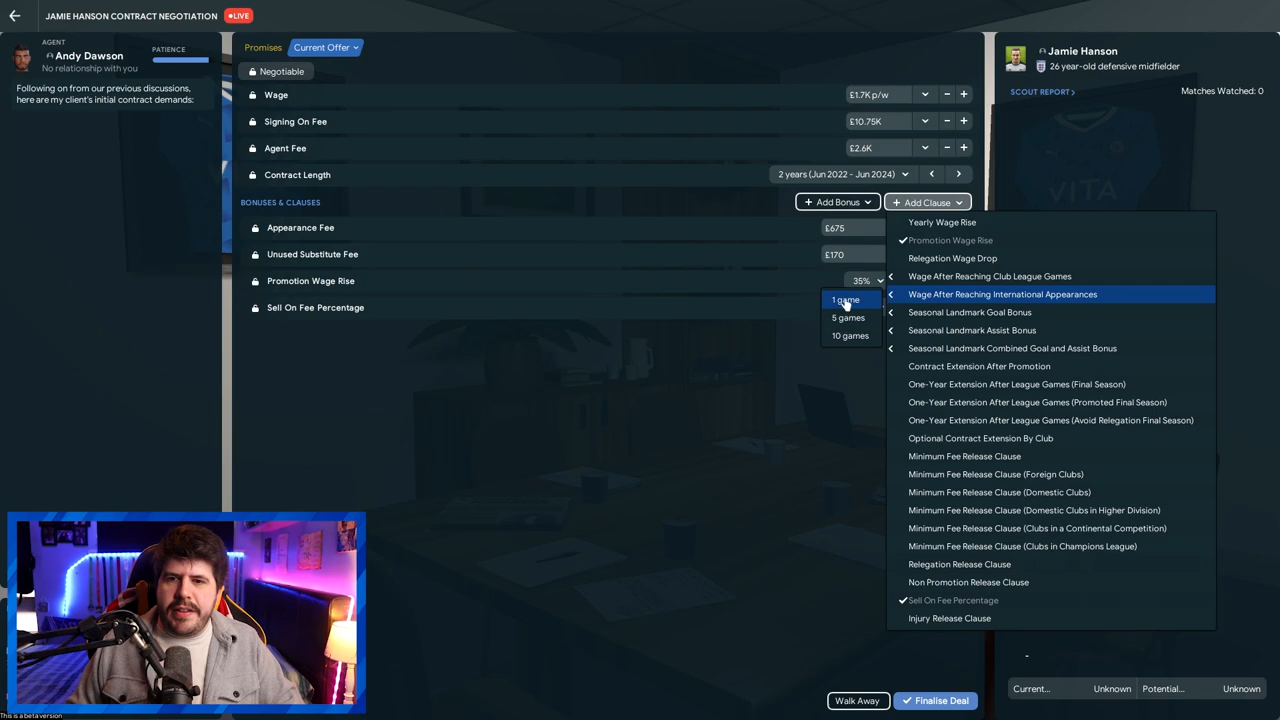 JAMIE HANSON CONTRACT NEGOTIATION
LIVE
AGENT
Andy Dawson
No relationship with you
PATIENCE
Following on from our previous discussions,
here are my client's initial contract demands:
Promises
Current Offer
Negotiable
Wage
£1.7K p/w
Signing On Fee
£10.75K
Agent Fee
£2.6K
Contract Length
2 years (Jun 2022 - Jun 2024)
BONUSES & CLAUSES
+ Add Bonus
+ Add Clause
Appearance Fee
£675
Unused Substitute Fee
£170
Promotion Wage Rise
35%
Sell On Fee Percentage
1 game
5 games
10 games
Yearly Wage Rise
Promotion Wage Rise
Relegation Wage Drop
Wage After Reaching Club League Games
Wage After Reaching International Appearances
Seasonal Landmark Goal Bonus
Seasonal Landmark Assist Bonus
Seasonal Landmark Combined Goal and Assist Bonus
Contract Extension After Promotion
One-Year Extension After League Games (Final Season)
One-Year Extension After League Games (Promoted Final Season)
One-Year Extension After League Games (Avoid Relegation Final Season)
Optional Contract Extension By Club
Minimum Fee Release Clause
Minimum Fee Release Clause (Foreign Clubs)
Minimum Fee Release Clause (Domestic Clubs)
Minimum Fee Release Clause (Domestic Clubs in Higher Division)
Minimum Fee Release Clause (Clubs in a Continental Competition)
Minimum Fee Release Clause (Clubs in Champions League)
Relegation Release Clause
Non Promotion Release Clause
Sell On Fee Percentage
Injury Release Clause
Jamie Hanson
26 year-old defensive midfielder
SCOUT REPORT >
Matches Watched: 0
VITA
-
Current... Unknown
Potential... Unknown
Walk Away
Finalise Deal
This is a beta version